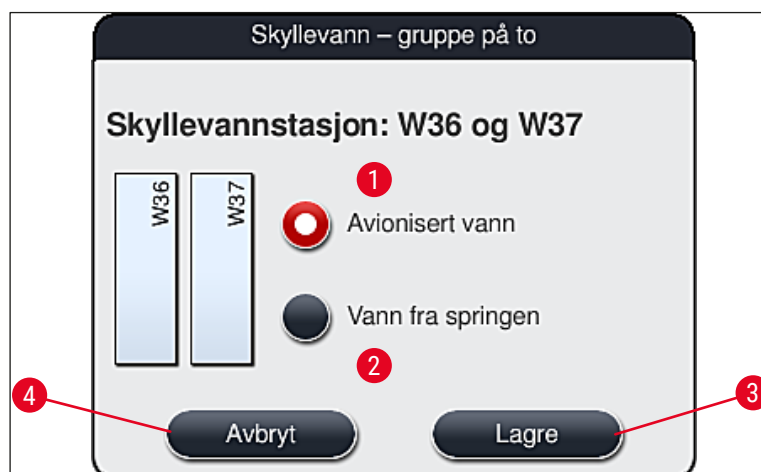 Skyllevann – gruppe på to
Skyllevannstasjon: W36 og W37
W36
W37
1
Avionisert vann
Vann fra springen
2
4
3
Avbryt
Lagre